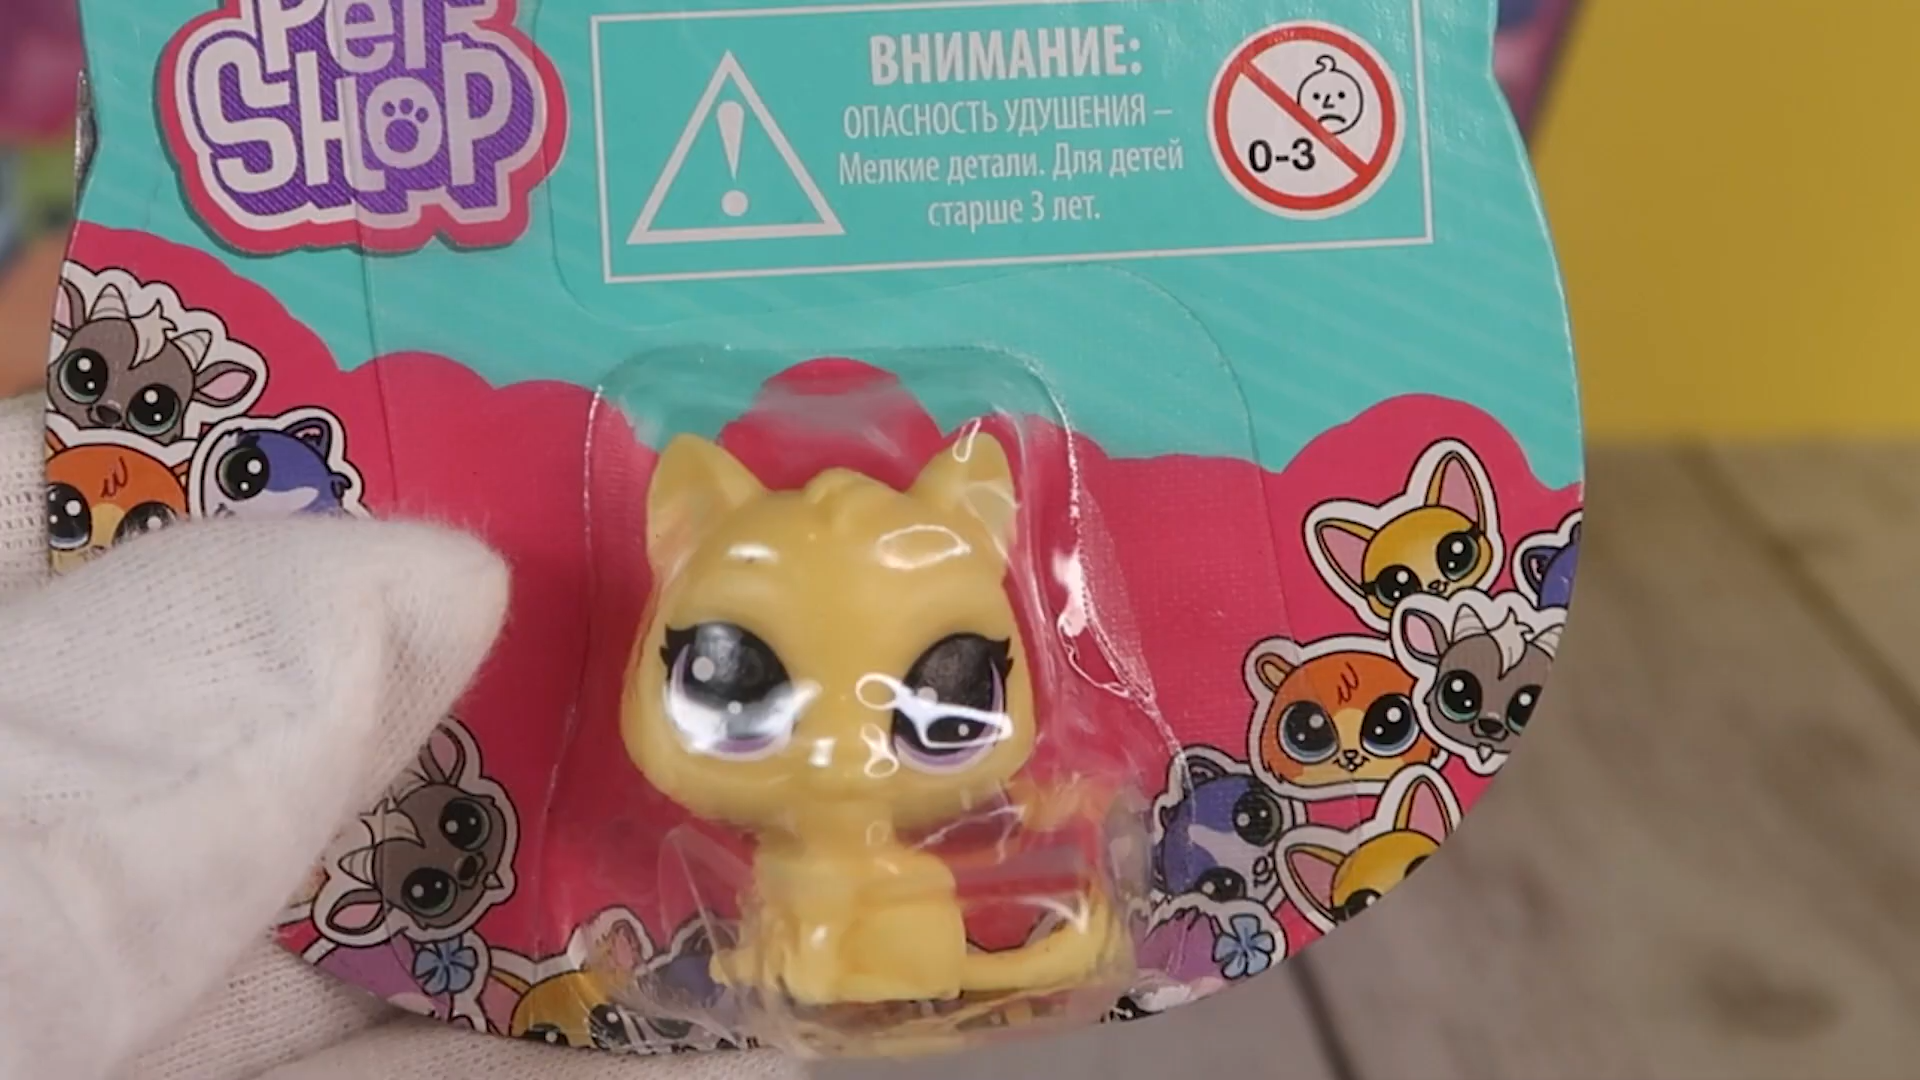 PET
SHOP
ВНИМАНИЕ:
ОПАСНОСТЬ УДУШЕНИЯ –
Мелкие детали. Для детей
старше 3 лет.
0-3